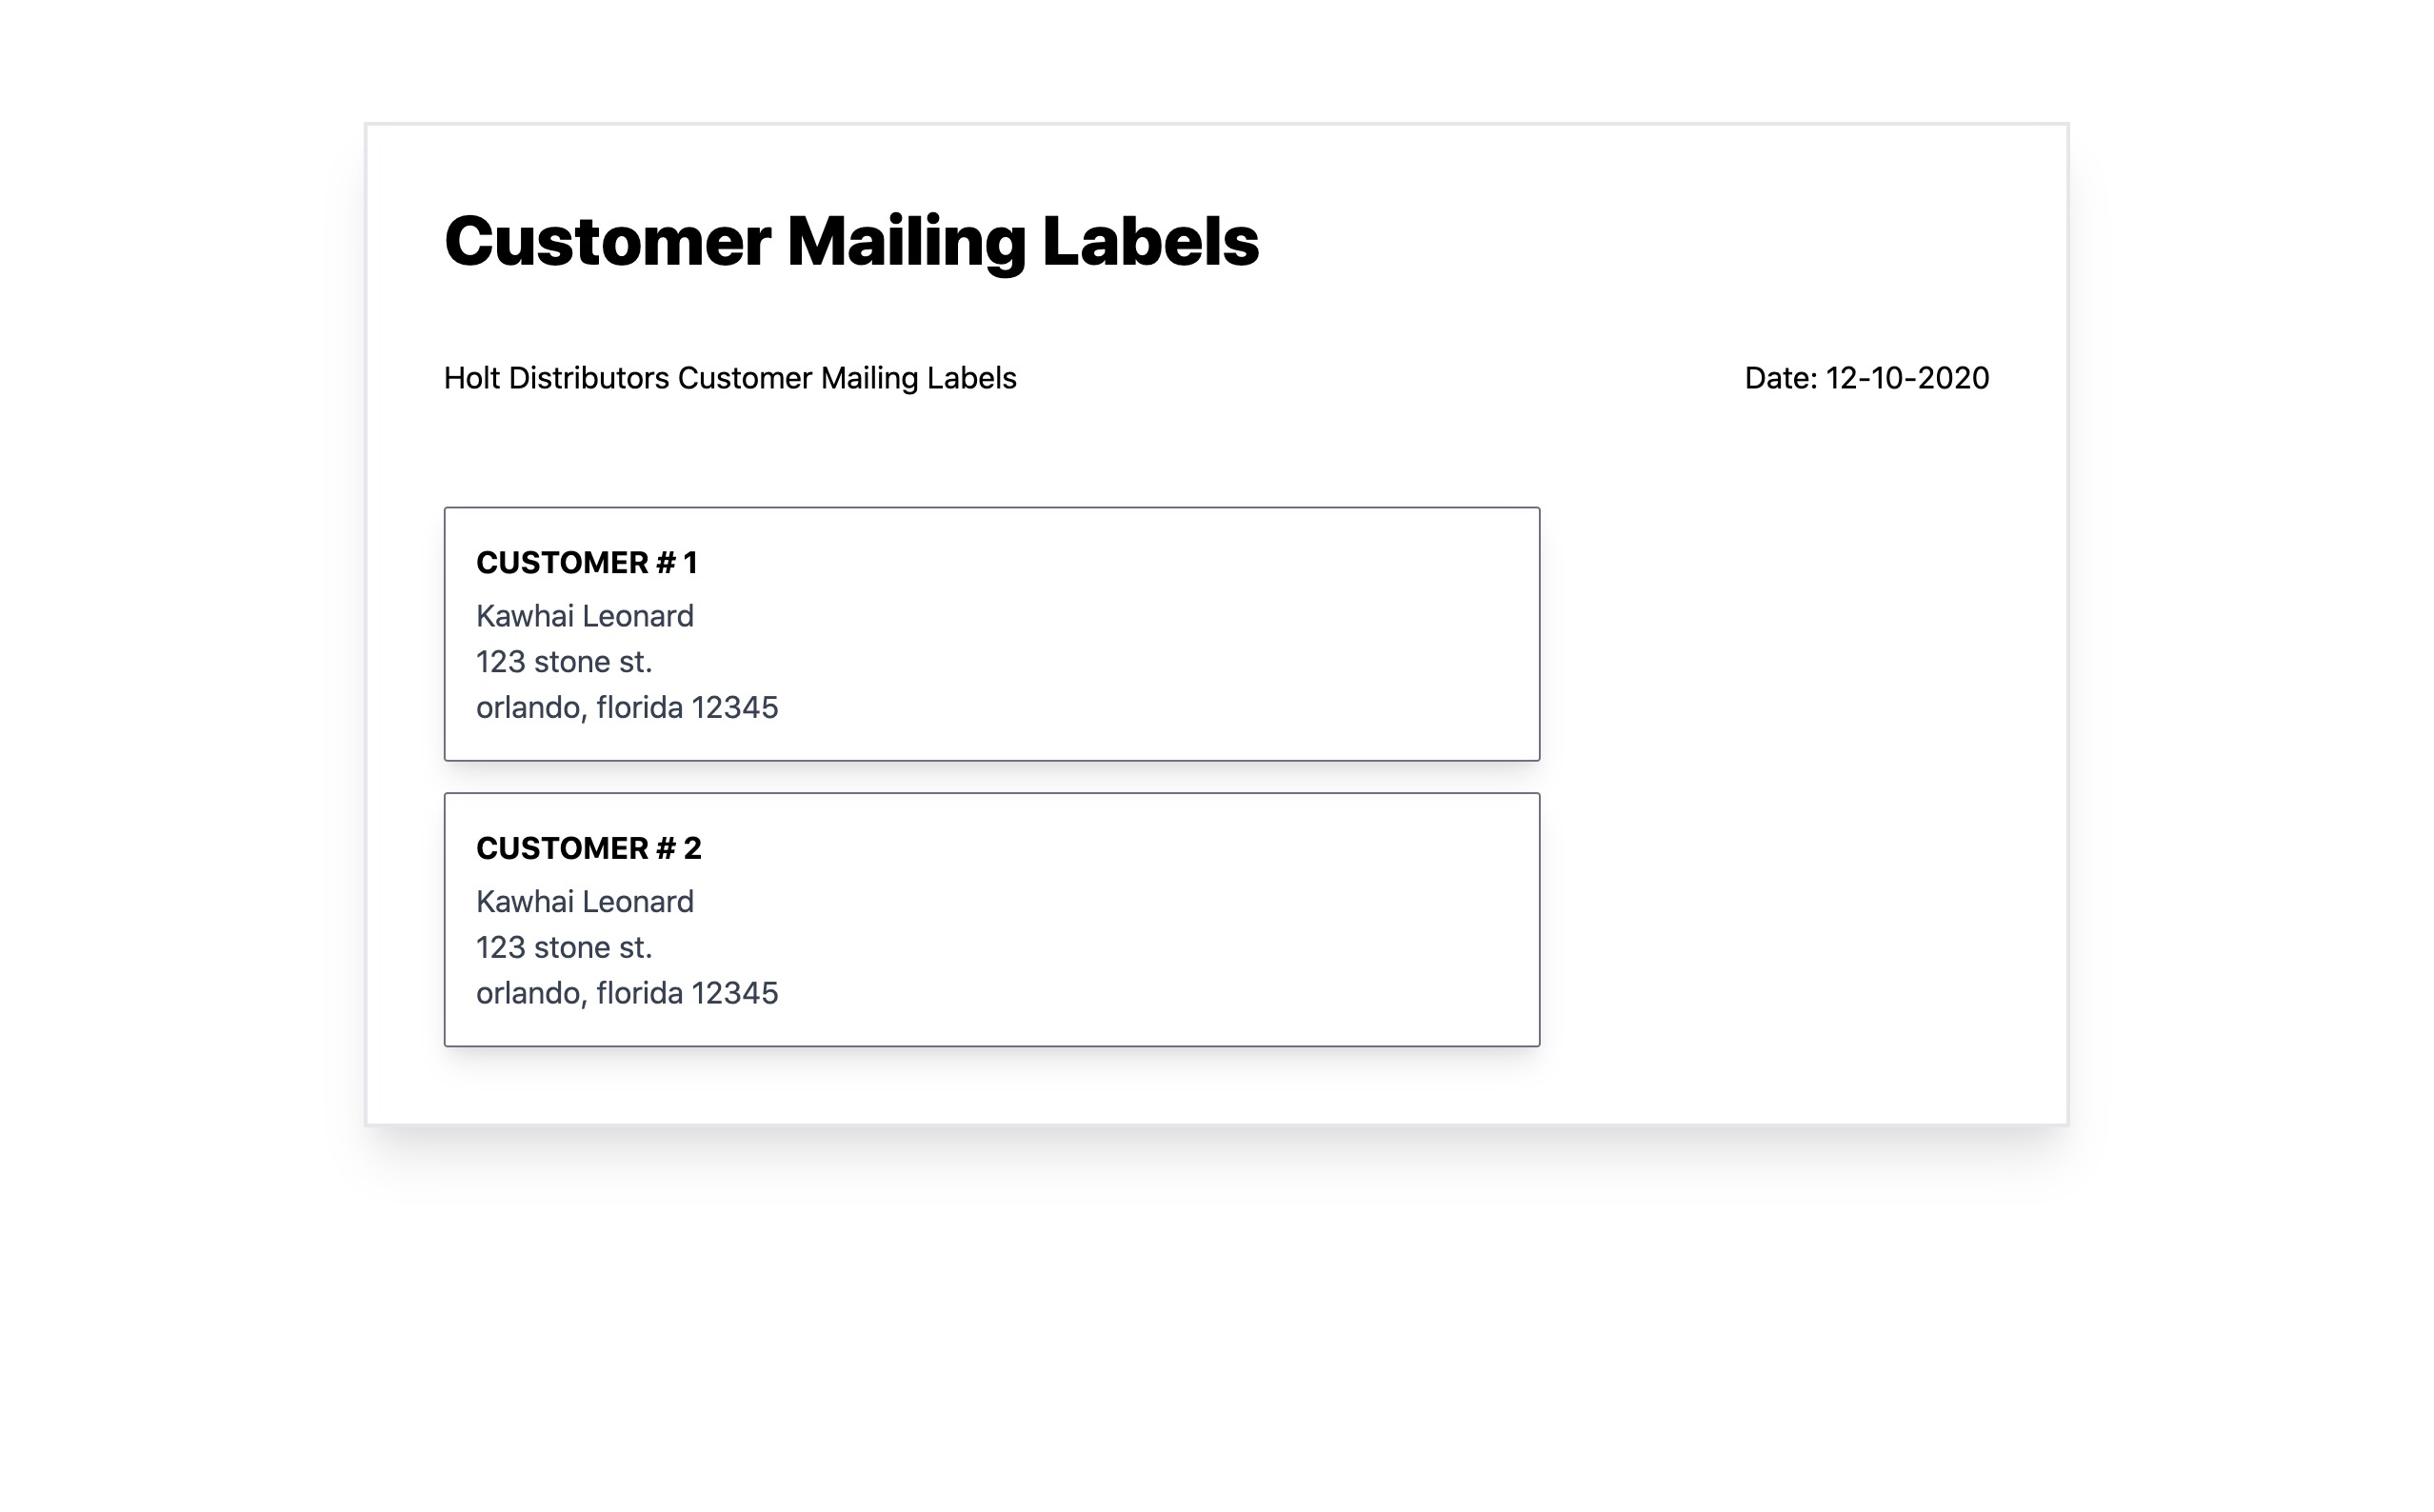 Customer Mailing Labels
Holt Distributors Customer Mailing Labels
Date: 12-10-2020
CUSTOMER # 1
Kawhai Leonard
123 stone st.
orlando, florida 12345
CUSTOMER # 2
Kawhai Leonard
123 stone st.
orlando, florida 12345